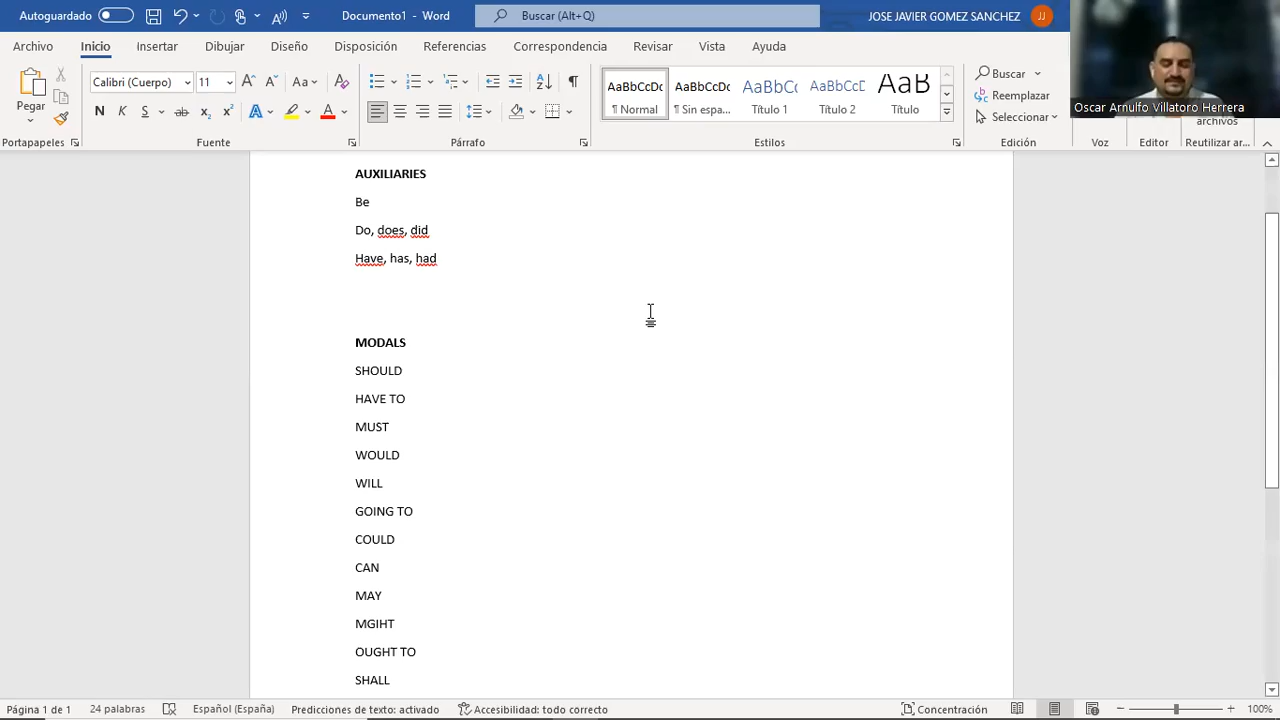 Autoguardado
Documento1 - Word
Buscar (Alt+Q)
JOSE JAVIER GOMEZ SANCHEZ
JJ
Archivo Inicio Insertar Dibujar Diseño Disposición Referencias Correspondencia Revisar Vista Ayuda
Oscar Arnulfo Villatoro Herrera
Pegar
Calibri (Cuerpo) 11
N K S
AaBbCcDc AaBbCcDc AaBbCc AaBbCcD AaB
¶ Normal ¶ Sin espa... Título 1 Título 2 Título
Buscar
Reemplazar
Seleccionar
archivos
Portapapeles Fuente Párrafo Estilos Edición Voz Editor Reutilizar ar...
AUXILIARIES
Be
Do, does, did
Have, has, had
MODALS
SHOULD
HAVE TO
MUST
WOULD
WILL
GOING TO
COULD
CAN
MAY
MGIHT
OUGHT TO
SHALL
Página 1 de 1 24 palabras Español (España) Predicciones de texto: activado Accesibilidad: todo correcto Concentración 100%